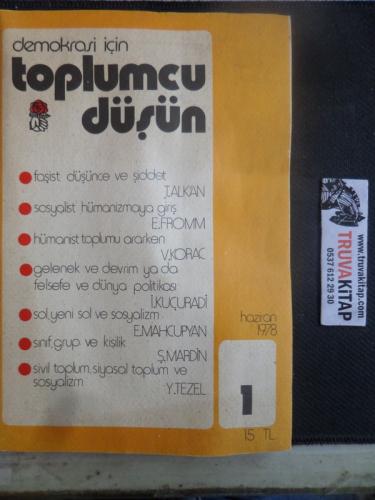 demokrasi için
toplumcu
düşün
faşist düşünce ve şiddet
T.ALKAN
sosyalist hümanizmaya giriş
E.FROMM
hümanist toplumu ararken
V.KORAC
gelenek ve devrim ya da
felsefe ve dünya politikası
İ.KUÇURADİ
sol, yeni sol ve sosyalizm
E.MAHÇUPYAN
sınıf, grup ve kişilik
Ş.MARDİN
sivil toplum, siyasal toplum ve
sosyalizm
Y.TEZEL
haziran
1978
1
15 TL
www.truvakitap.com
TRUVAKİTAP
0537 612 29 30